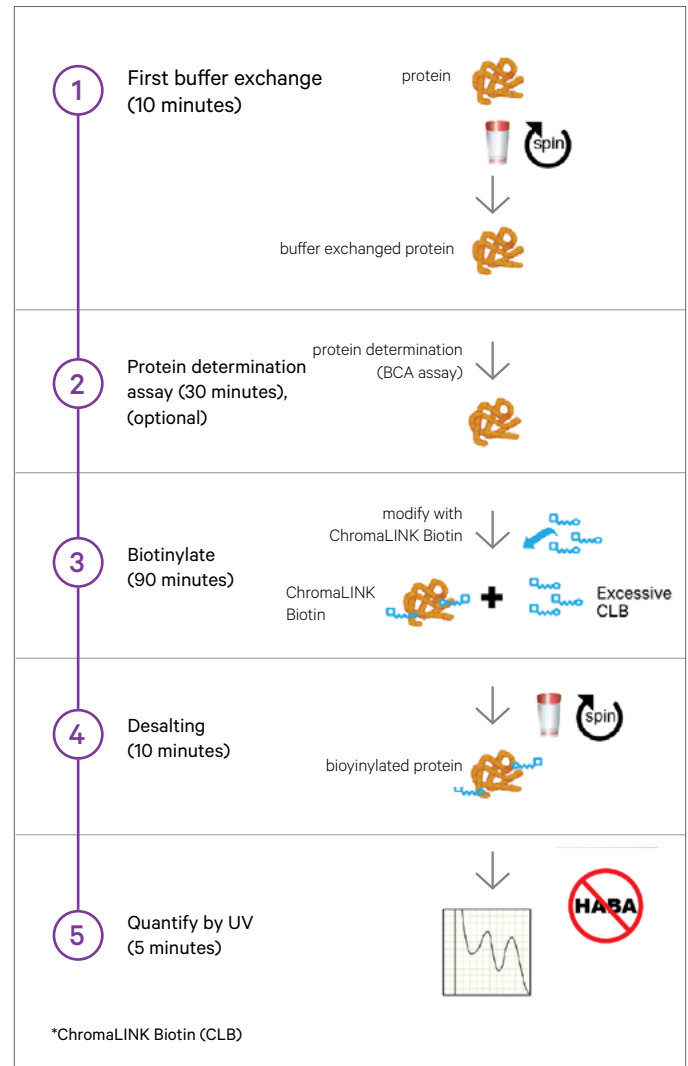 1
First buffer exchange
(10 minutes)
protein
spin
buffer exchanged protein
2
Protein determination
assay (30 minutes),
(optional)
protein determination
(BCA assay)
3
Biotinylate
(90 minutes)
modify with
ChromaLINK Biotin
ChromaLINK
Biotin
+
Excessive
CLB
4
Desalting
(10 minutes)
spin
bioyinylated protein
5
Quantify by UV
(5 minutes)
HABA
*ChromaLINK Biotin (CLB)